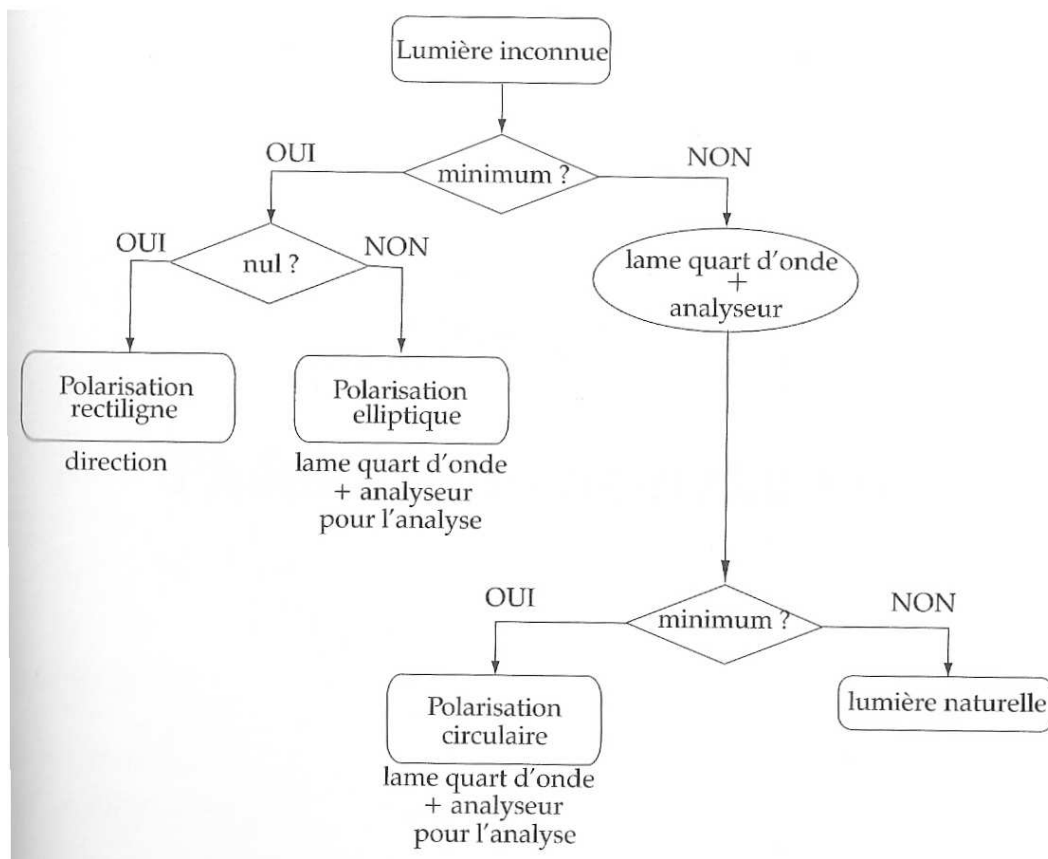 Lumière inconnue
OUI
NON
minimum ?
OUI
NON
nul ?
lame quart d'onde
+
analyseur
Polarisation
rectiligne
direction
Polarisation
elliptique
lame quart d'onde
+ analyseur
pour l'analyse
OUI
NON
minimum ?
Polarisation
circulaire
lame quart d'onde
+ analyseur
pour l'analyse
lumière naturelle